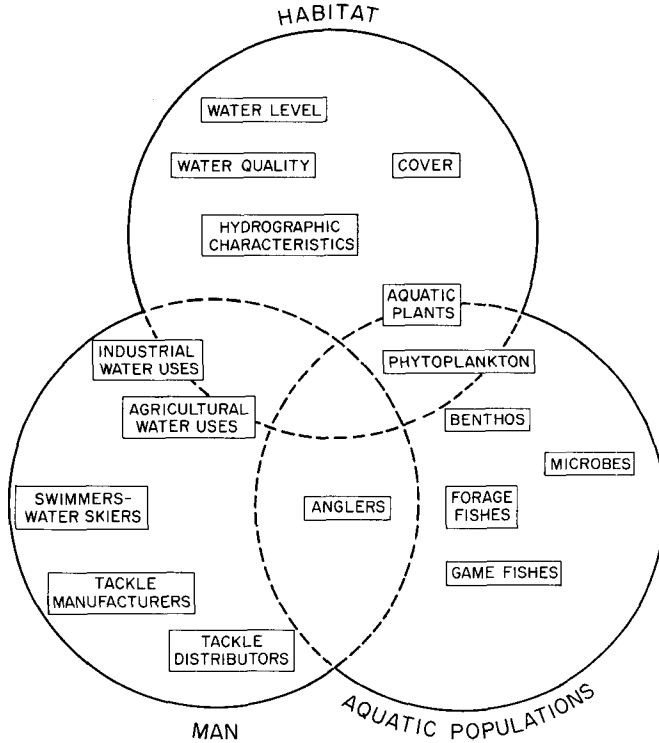 HABITAT
WATER LEVEL
WATER QUALITY
COVER
HYDROGRAPHIC
CHARACTERISTICS
AQUATIC
PLANTS
INDUSTRIAL
WATER USES
PHYTOPLANKTON
AGRICULTURAL
WATER USES
BENTHOS
MICROBES
SWIMMERS-
WATER SKIERS
ANGLERS
FORAGE
FISHES
TACKLE
MANUFACTURERS
GAME FISHES
TACKLE
DISTRIBUTORS
MAN
AQUATIC POPULATIONS